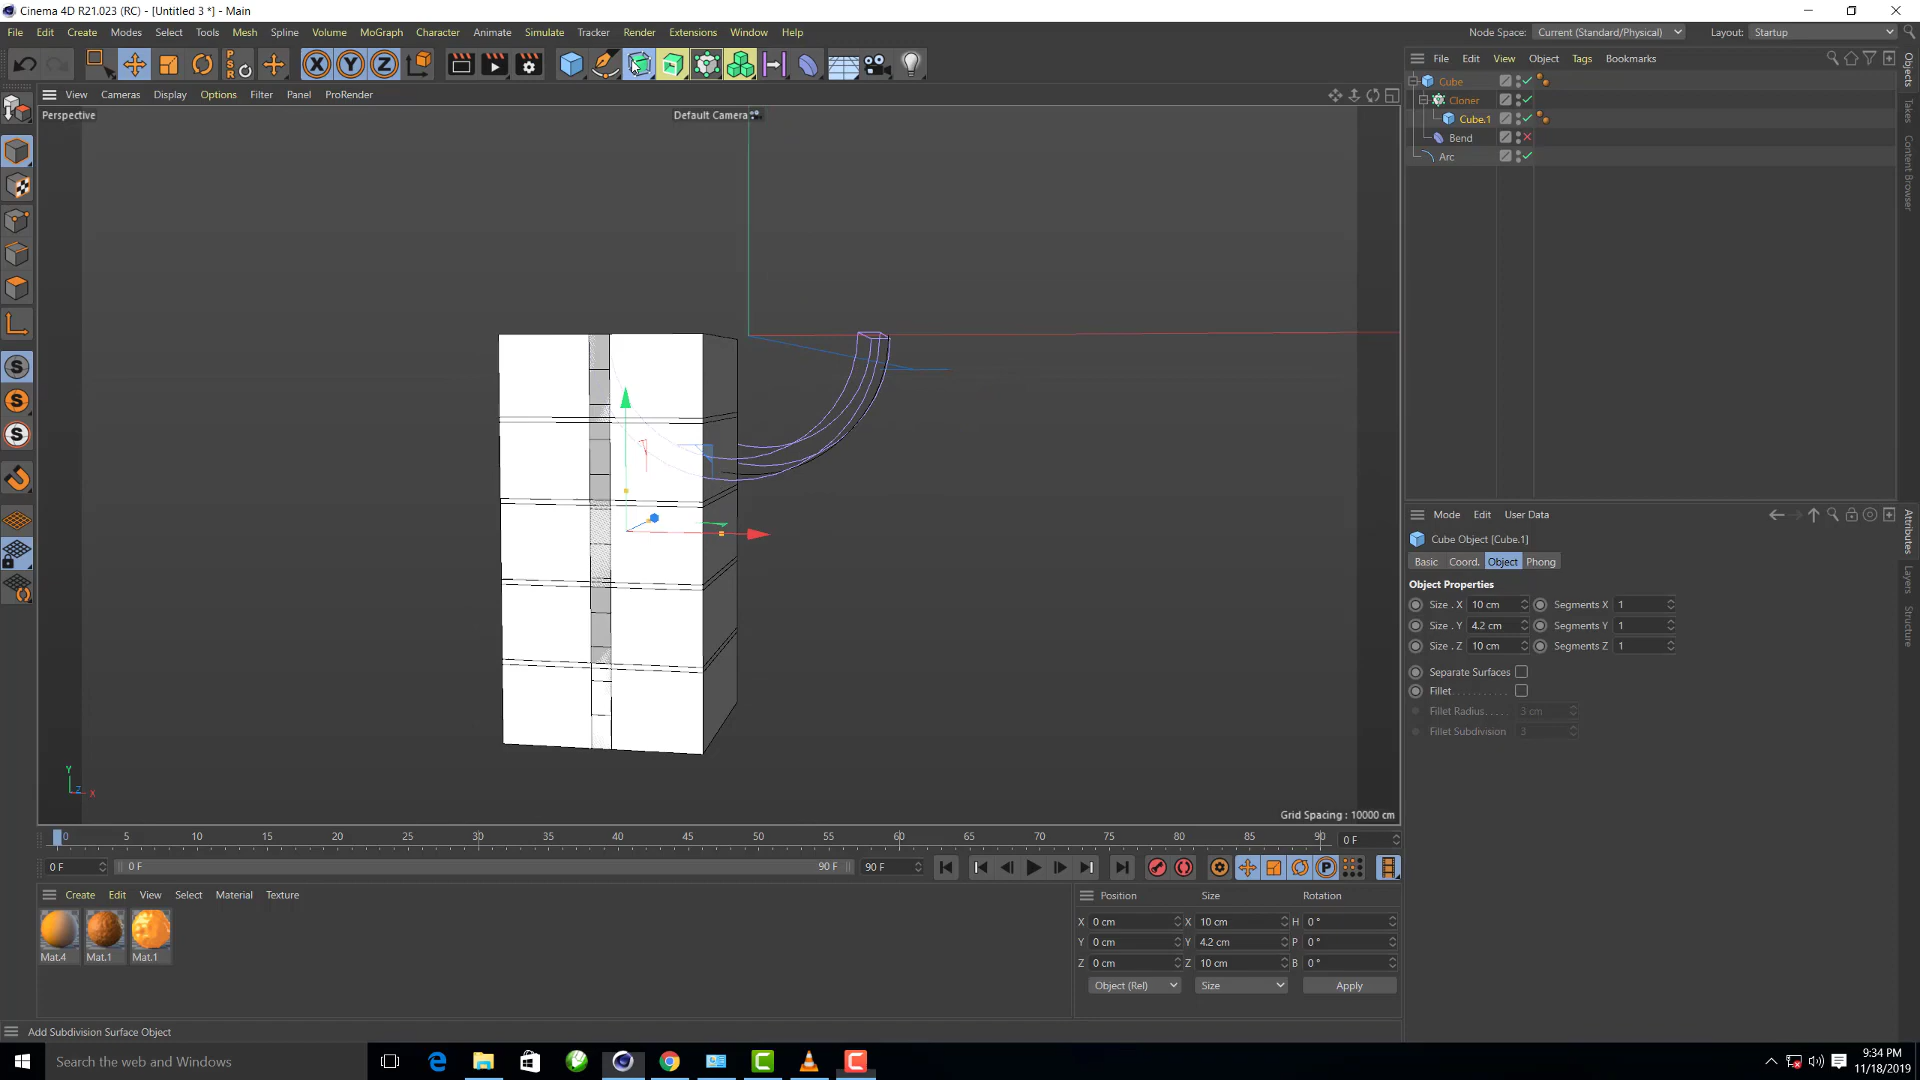 Cinema 4D R21.023 (RC) - [Untitled 3 *] - Main
File Edit Create Modes Select Tools Mesh Spline Volume MoGraph Character Animate Simulate Tracker Render Extensions Window Help
Node Space: Current (Standard/Physical) Layout: Startup
P
S
R
X Y Z
File Edit View Object Tags Bookmarks
View Cameras Display Options Filter Panel ProRender
Perspective
Default Camera
Cube
Cloner
Cube.1
Bend
Arc
Objects
Takes
Content Browser
S
S
S
Mode Edit User Data
Cube Object [Cube.1]
Basic Coord. Object Phong
Object Properties
Size . X 10 cm Segments X 1
Size . Y 4.2 cm Segments Y 1
Size . Z 10 cm Segments Z 1
Separate Surfaces
Fillet
Fillet Radius 3 cm
Fillet Subdivision 3
Attributes
Layers
Structure
Y
Z X
Grid Spacing : 10000 cm
0 5 10 15 20 25 30 35 40 45 50 55 60 65 70 75 80 85 90 0 F
0 F 0 F 90 F 90 F
P
Create Edit View Select Material Texture
Mat.4 Mat.1 Mat.1
Position Size Rotation
X 0 cm X 10 cm H 0 °
Y 0 cm Y 4.2 cm P 0 °
Z 0 cm Z 10 cm B 0 °
Object (Rel) Size Apply
Add Subdivision Surface Object
Search the web and Windows
9:34 PM
11/18/2019